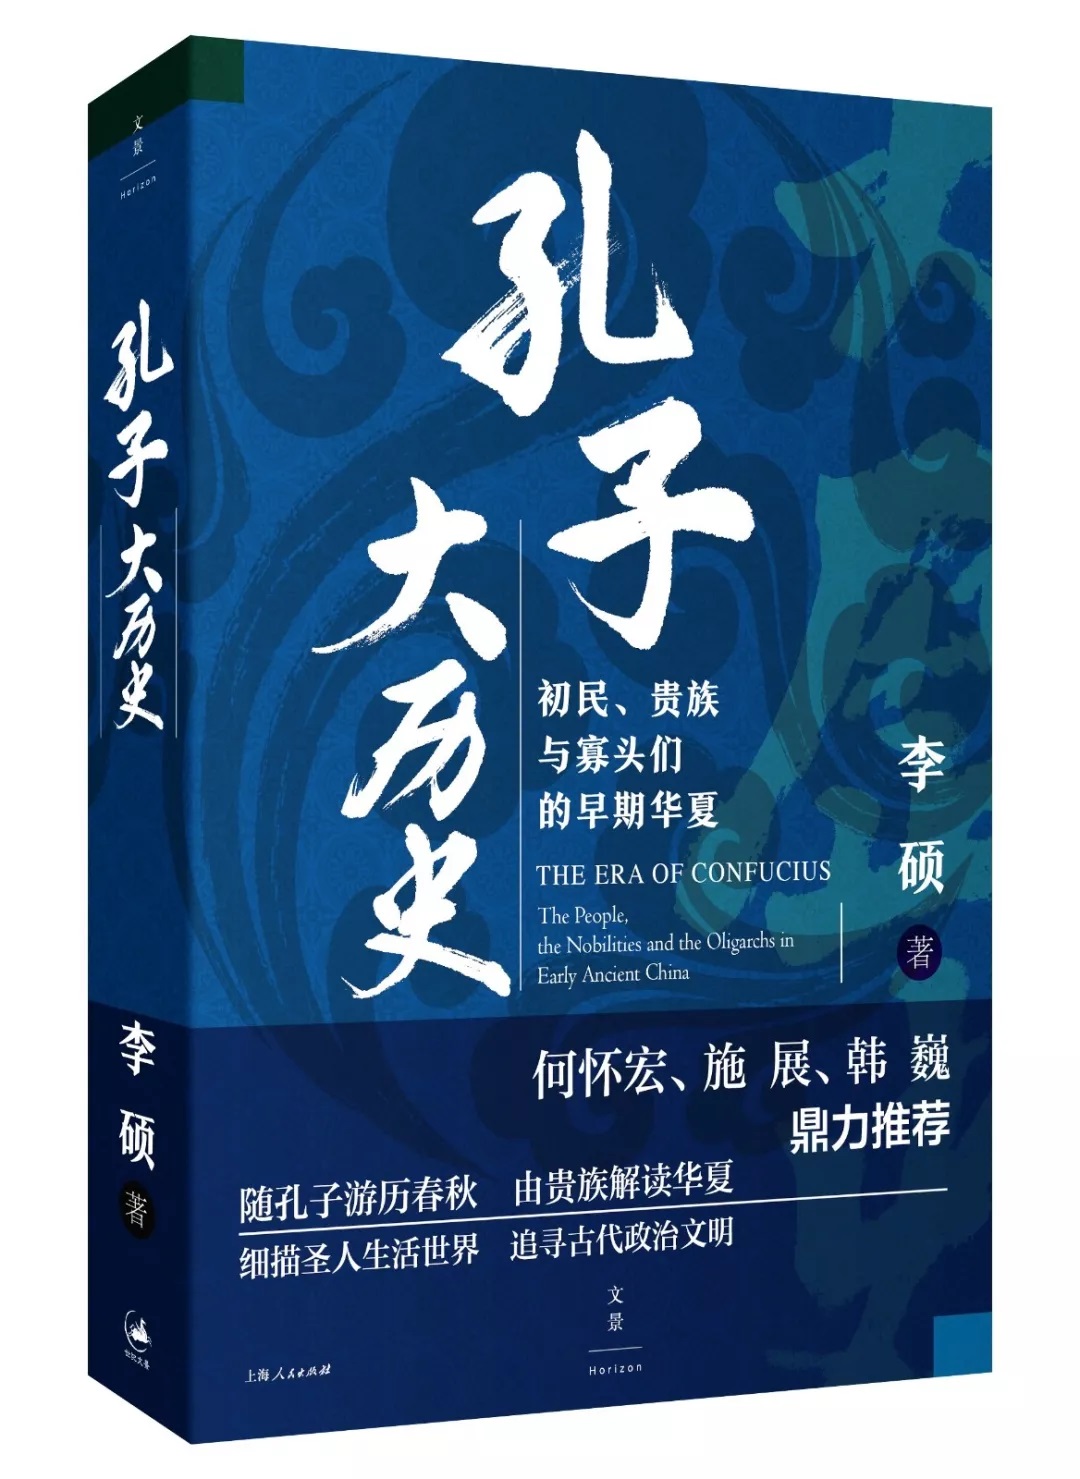 文景
Horizon
孔子大历史
李硕
著
世纪文景
孔子
大历史
初民、贵族
与寡头们
的早期华夏
THE ERA OF CONFUCIUS
The People,
the Nobilities and the Oligarchs in
Early Ancient China
李硕
著
何怀宏、施 展、韩 巍
鼎力推荐
随孔子游历春秋 由贵族解读华夏
细描圣人生活世界 追寻古代政治文明
文景
Horizon
上海人民出版社